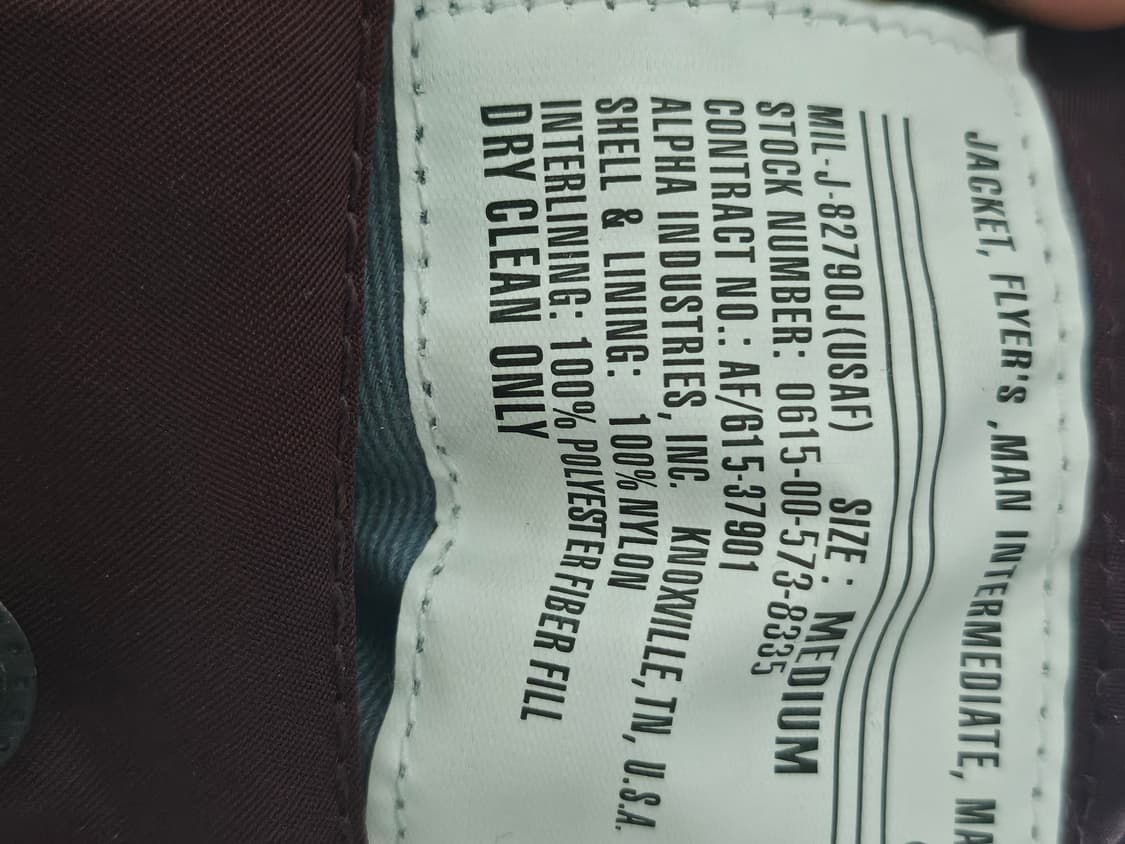 JACKET, FLYER'S ,MAN INTERMEDIATE, MA
MIL-J-82790J(USAF) SIZE: MEDIUM
STOCK NUMBER: 0615-00-573-8335
CONTRACT NO.: AF/615-37901
ALPHA INDUSTRIES, INC. KNOXVILLE, TN, U.S.A.
SHELL & LINING: 100% NYLON
INTERLINING: 100% POLYESTER FIBER FILL
DRY CLEAN ONLY